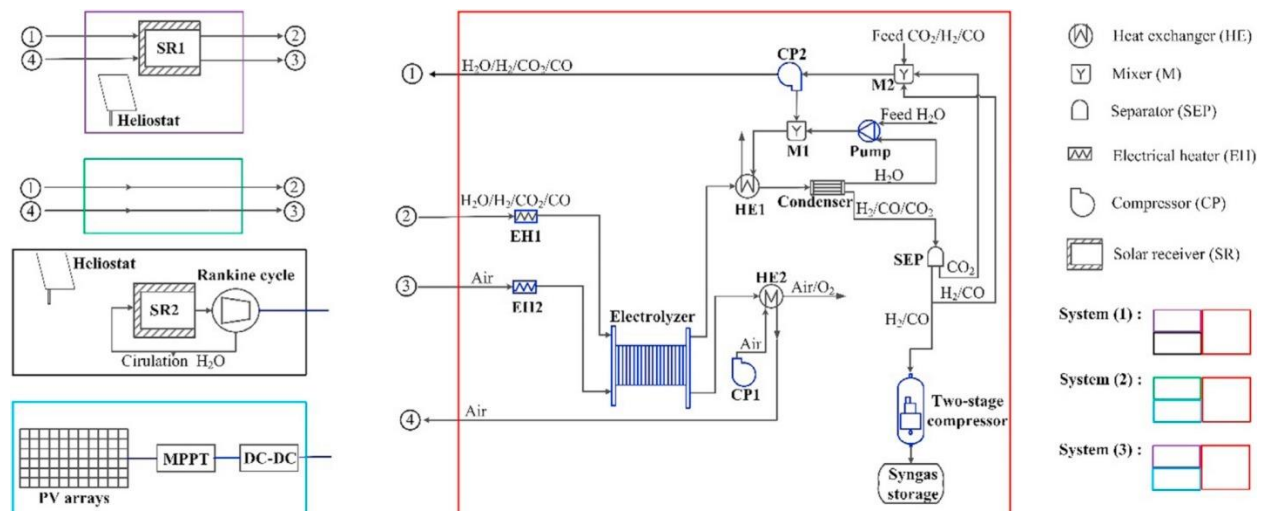 ①
④
SR1
②
③
Heliostat
①
④
②
③
Heliostat
Rankine cycle
SR2
Cirulation H₂O
PV arrays
MPPT
DC-DC
①
H₂O/H₂/CO₂/CO
CP2
Feed CO₂/H₂/CO
M2
M1
Feed H₂O
Pump
H₂O
HE1
Condenser
H₂/CO/CO₂
②
H₂O/H₂/CO₂/CO
EH1
③
Air
EH2
Electrolyzer
HE2
Air/O₂
Air
CP1
④
Air
SEP
CO₂
H₂/CO
H₂/CO
Two-stage
compressor
Syngas
storage
Heat exchanger (HE)
Mixer (M)
Separator (SEP)
Electrical heater (EH)
Compressor (CP)
Solar receiver (SR)
System (1) :
System (2) :
System (3) :